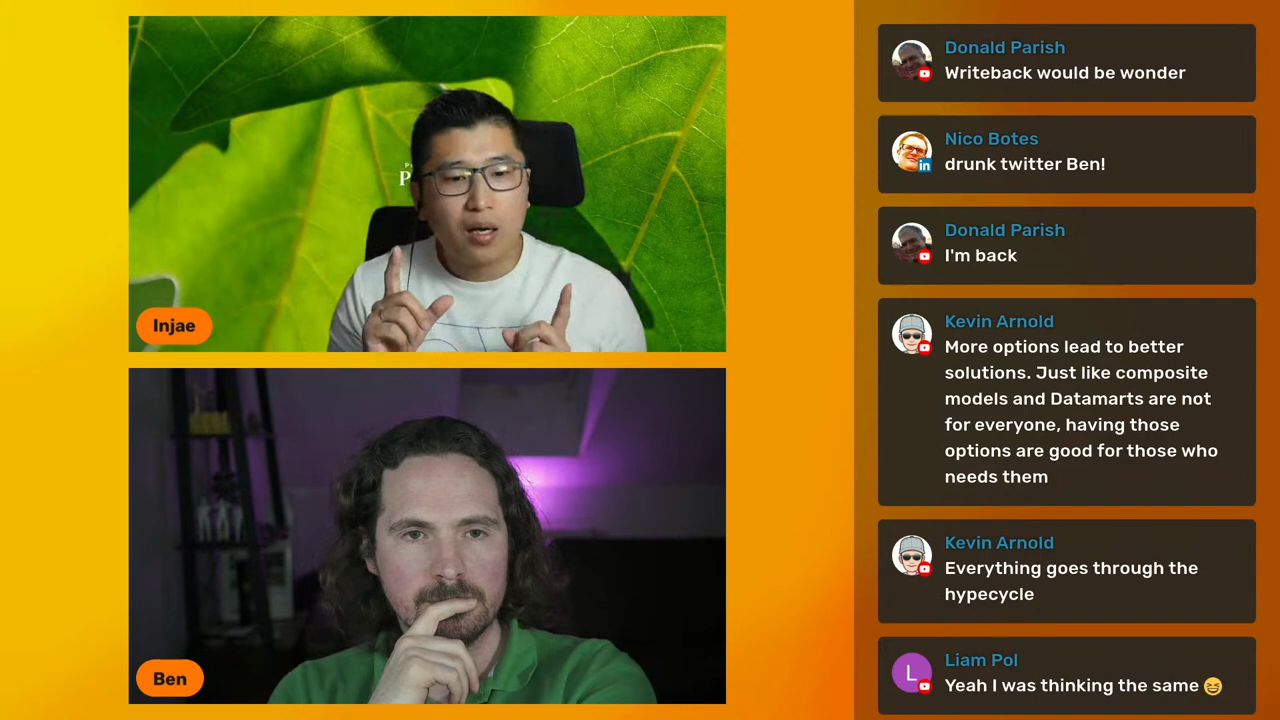 Injae
Ben
Donald Parish
Writeback would be wonder
Nico Botes
drunk twitter Ben!
Donald Parish
I'm back
Kevin Arnold
More options lead to better
solutions. Just like composite
models and Datamarts are not
for everyone, having those
options are good for those who
needs them
Kevin Arnold
Everything goes through the
hypecycle
L
Liam Pol
Yeah I was thinking the same 😆